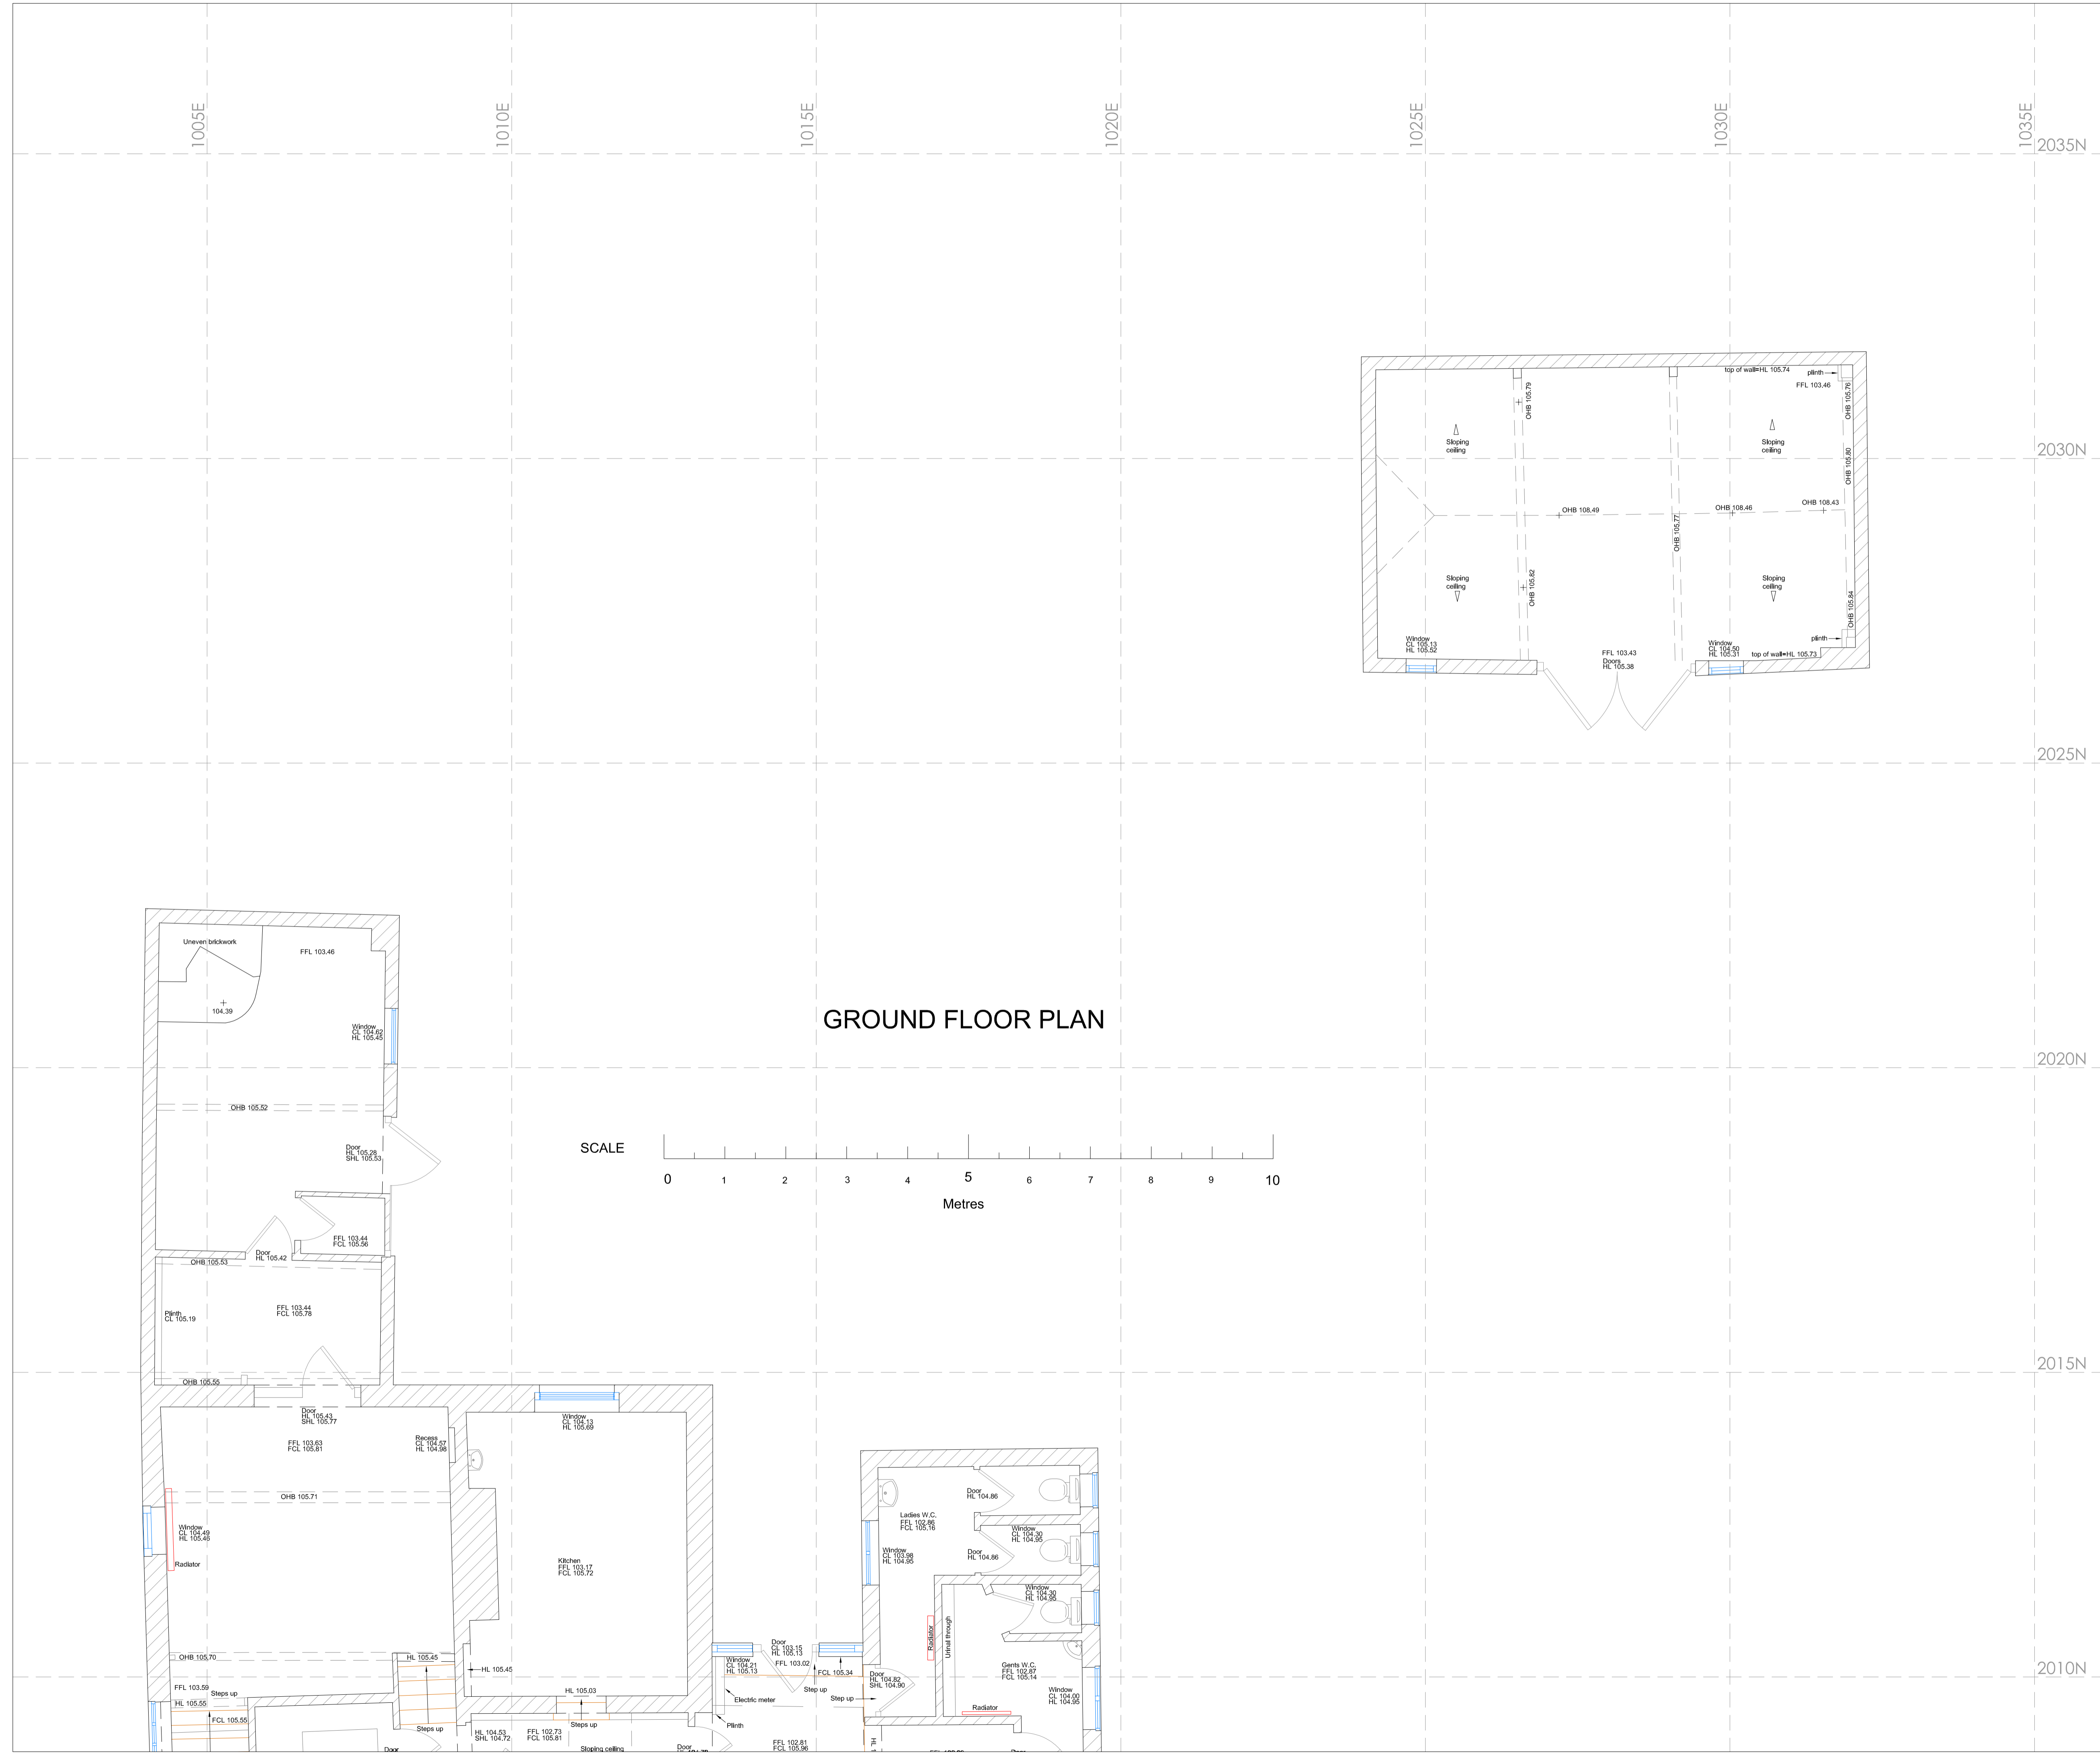 1005E
1010E
1015E
1020E
1025E
1030E
1035E
2035N
top of wall=HL 105.74
plinth
FFL 103.46
OHB 105.79
OHB 105.76
Sloping
ceiling
Sloping
ceiling
2030N
OHB 105.80
OHB 108.49
OHB 108.46
OHB 108.43
OHB 105.77
Sloping
ceiling
Sloping
ceiling
OHB 105.82
OHB 105.84
Window
CL 105.13
HL 105.52
FFL 103.43
Doors
HL 105.38
Window
CL 104.50
HL 105.31
top of wall=HL 105.73
plinth
2025N
Uneven brickwork
FFL 103.46
104.39
Window
CL 104.62
HL 105.45
GROUND FLOOR PLAN
2020N
OHB 105.52
Door
HL 105.28
SHL 105.53
SCALE
0 1 2 3 4 5 6 7 8 9 10
Metres
FFL 103.44
FCL 105.56
Door
HL 105.42
OHB 105.53
Plinth
CL 105.19
FFL 103.44
FCL 105.78
2015N
OHB 105.55
Door
HL 105.43
SHL 105.77
FFL 103.63
FCL 105.81
Recess
CL 104.57
HL 104.98
Window
CL 104.13
HL 105.69
OHB 105.71
Window
CL 104.49
HL 105.46
Radiator
Kitchen
FFL 103.17
FCL 105.72
Door
HL 104.86
Ladies W.C.
FFL 102.86
FCL 105.16
Window
CL 104.30
HL 104.95
Window
CL 103.98
HL 104.95
Door
HL 104.86
Window
CL 104.30
HL 104.95
Radiator
Urinal through
OHB 105.70
HL 105.45
HL 105.45
Door
CL 103.15
HL 105.13
FFL 103.02
Window
CL 104.21
HL 105.13
FCL 105.34
Door
HL 104.82
SHL 104.90
Gents W.C.
FFL 102.87
FCL 105.14
2010N
FFL 103.59
Steps up
HL 105.55
FCL 105.55
HL 105.03
Electric meter
Step up
Step up
Window
CL 104.00
HL 104.95
Radiator
Steps up
Steps up
Plinth
HL 104.53
SHL 104.72
FFL 102.73
FCL 105.81
FFL 102.81
FCL 105.96
Door
Sloping ceiling
Door